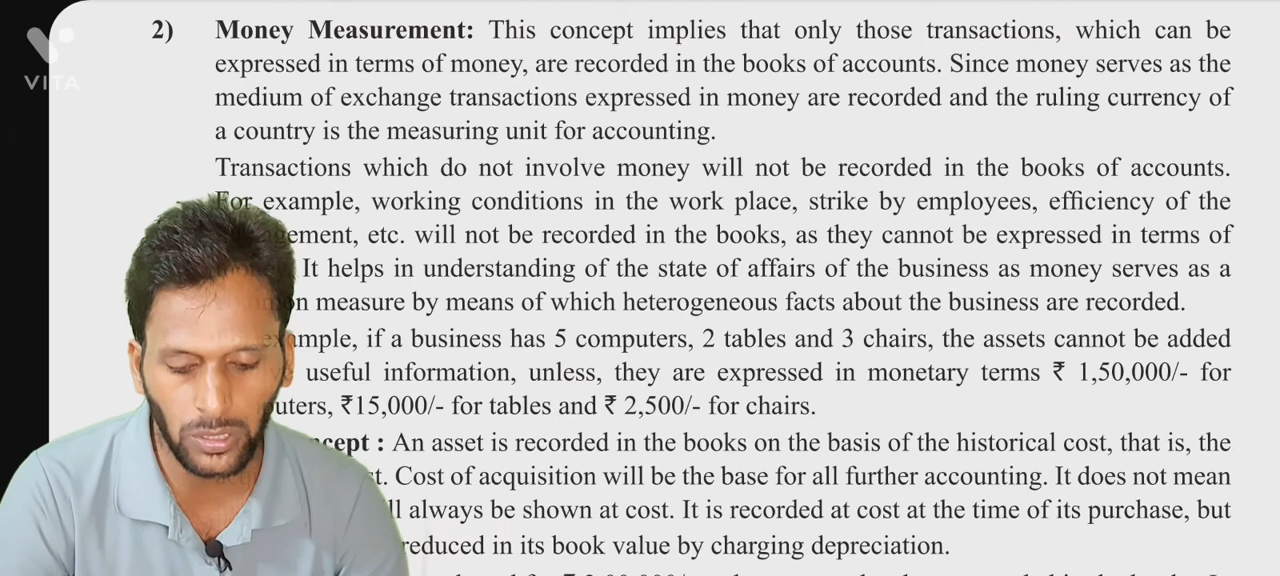 VITA
2) Money Measurement: This concept implies that only those transactions, which can be
expressed in terms of money, are recorded in the books of accounts. Since money serves as the
medium of exchange transactions expressed in money are recorded and the ruling currency of
a country is the measuring unit for accounting.
Transactions which do not involve money will not be recorded in the books of accounts.
For example, working conditions in the work place, strike by employees, efficiency of the
gement, etc. will not be recorded in the books, as they cannot be expressed in terms of
It helps in understanding of the state of affairs of the business as money serves as a
n measure by means of which heterogeneous facts about the business are recorded.
example, if a business has 5 computers, 2 tables and 3 chairs, the assets cannot be added
useful information, unless, they are expressed in monetary terms ₹ 1,50,000/- for
uters, ₹15,000/- for tables and ₹ 2,500/- for chairs.
cept : An asset is recorded in the books on the basis of the historical cost, that is, the
t. Cost of acquisition will be the base for all further accounting. It does not mean
ll always be shown at cost. It is recorded at cost at the time of its purchase, but
reduced in its book value by charging depreciation.